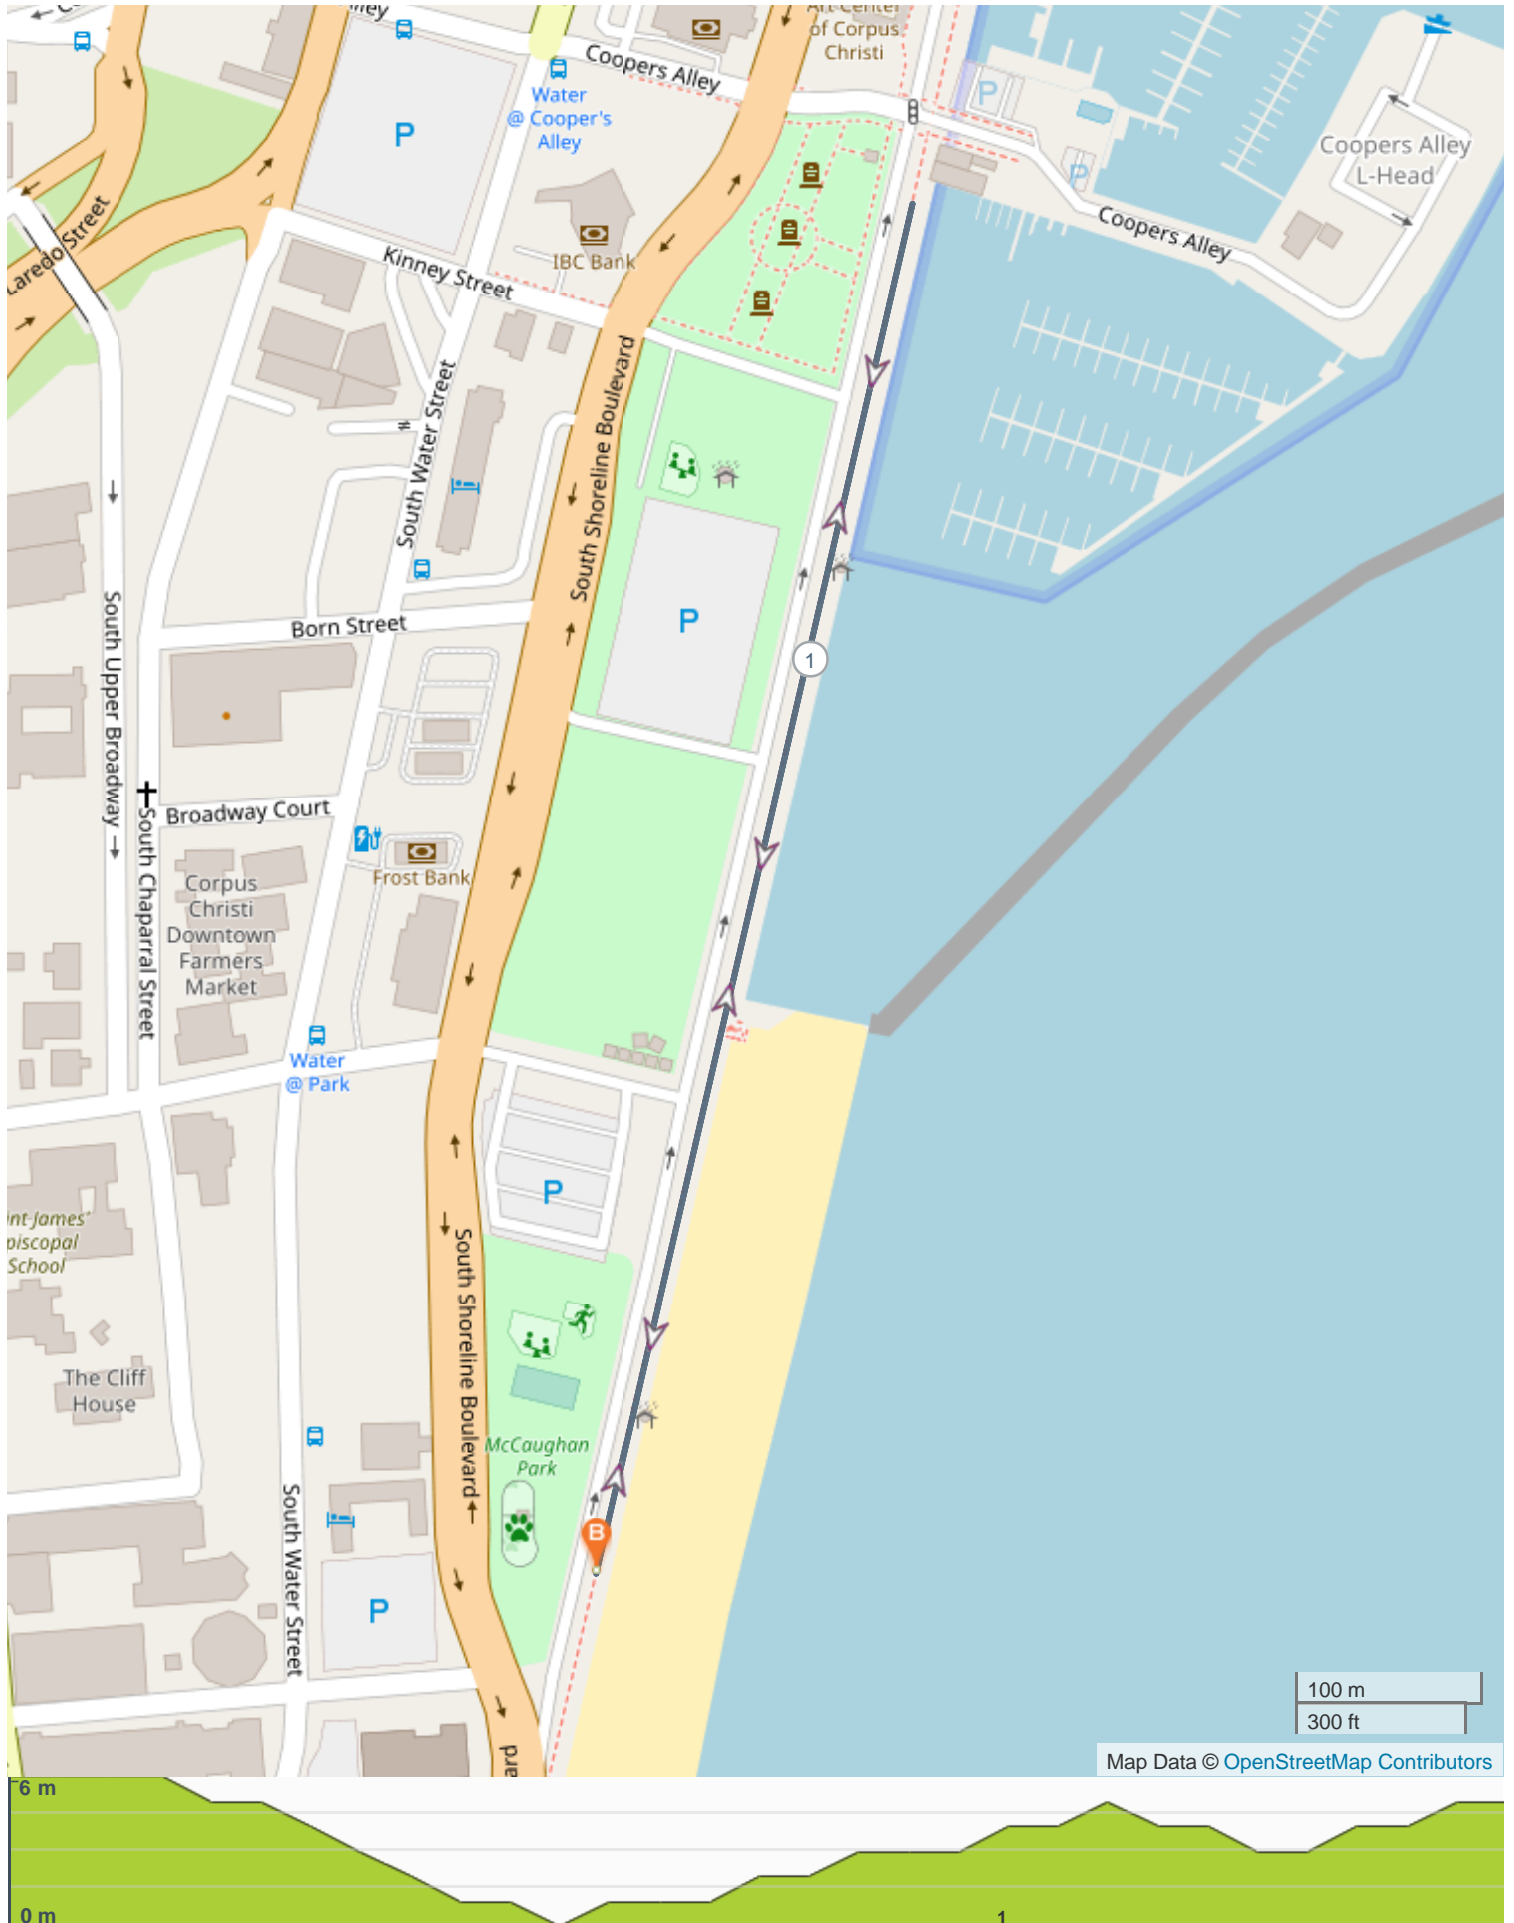 Coopers Alley
Art Center
of Corpus
Christi
P
Water
@ Cooper's
Alley
P
P
Coopers Alley
L-Head
Coopers Alley
Laredo Street
Kinney Street
IBC Bank
South Shoreline Boulevard
South Water Street
P
Born Street
1
South Upper Broadway
South Chaparral Street
Broadway Court
Frost Bank
Corpus
Christi
Downtown
Farmers
Market
Water
@ Park
P
int-James'
piscopal
School
South Shoreline Boulevard
The Cliff
House
McCaughan
Park
B
South Water Street
P
100 m
300 ft
Map Data © OpenStreetMap Contributors
6 m
0 m
1